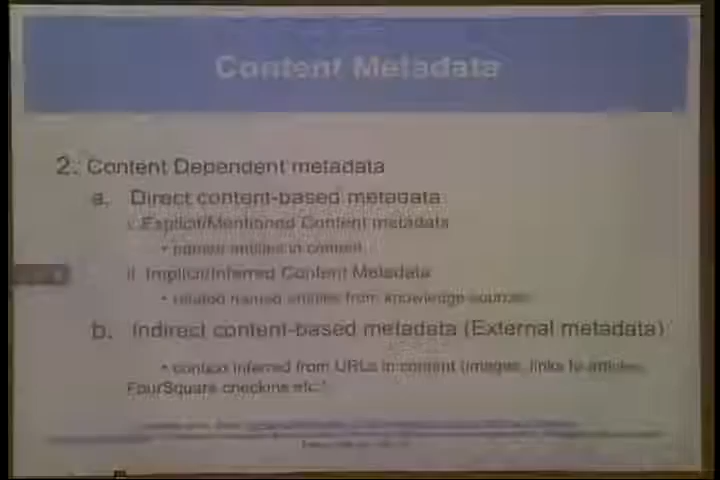 Content Metadata
2. Content Dependent metadata
a. Direct content-based metadata
i. Explicit/Mentioned Content metadata
• named entities in content
ii. Implicit/Inferred Content Metadata
• related named entities from knowledge sources
b. Indirect content-based metadata (External metadata)
• context inferred from URLs in content (images, links to articles,
FourSquare checkins etc.)